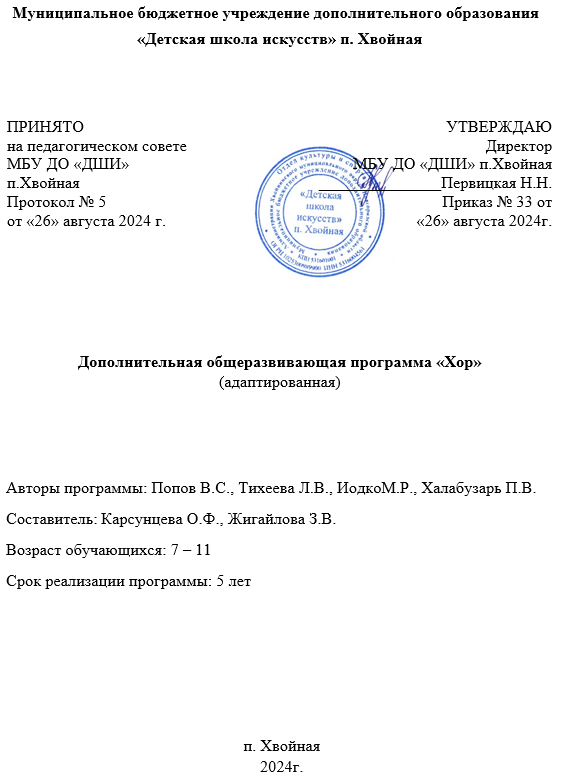 Муниципальное бюджетное учреждение дополнительного образования
«Детская школа искусств» п. Хвойная
ПРИНЯТО
на педагогическом совете
МБУ ДО «ДШИ»
п.Хвойная
Протокол № 5
от «26» августа 2024 г.
УТВЕРЖДАЮ
Директор
МБУ ДО «ДШИ» п.Хвойная
Первицкая Н.Н.
Приказ № 33 от
«26» августа 2024г.
«Детская
школа
искусств»
п. Хвойная
Дополнительная общеразвивающая программа «Хор»
(адаптированная)
Авторы программы: Попов В.С., Тихеева Л.В., ИодкоМ.Р., Халабузарь П.В.
Составитель: Карсунцева О.Ф., Жигайлова З.В.
Возраст обучающихся: 7 – 11
Срок реализации программы: 5 лет
п. Хвойная
2024г.